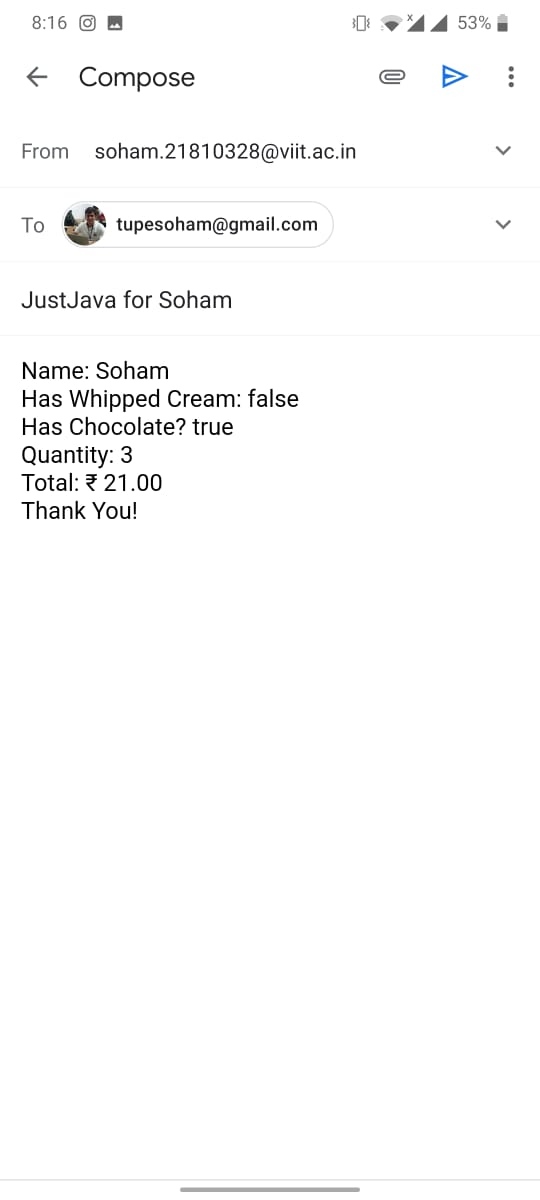 8:16 53%
Compose
From soham.21810328@viit.ac.in
To tupesoham@gmail.com
JustJava for Soham
Name: Soham
Has Whipped Cream: false
Has Chocolate? true
Quantity: 3
Total: ₹ 21.00
Thank You!